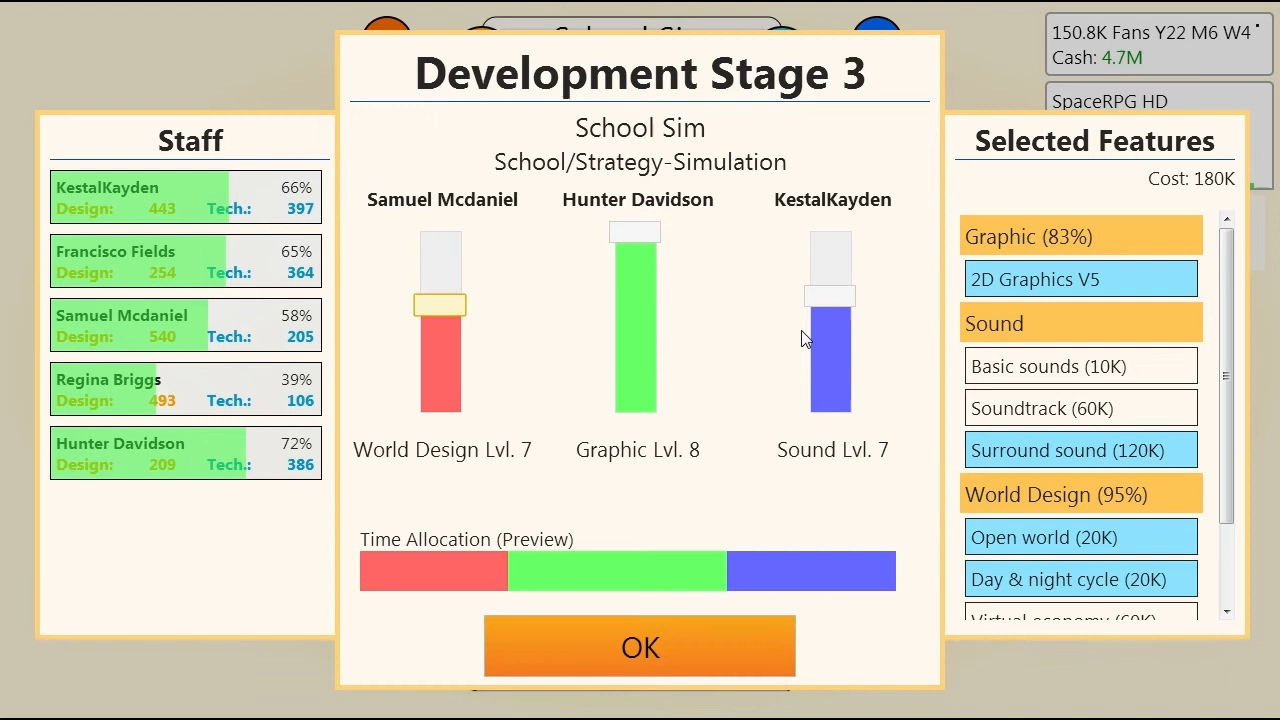 150.8K Fans Y22 M6 W4
Cash: 4.7M
SpaceRPG HD
Development Stage 3
School Sim
School/Strategy-Simulation
Staff
KestalKayden 66%
Design: 443 Tech.: 397
Francisco Fields 65%
Design: 254 Tech.: 364
Samuel Mcdaniel 58%
Design: 540 Tech.: 205
Regina Briggs 39%
Design: 493 Tech.: 106
Hunter Davidson 72%
Design: 209 Tech.: 386
Samuel Mcdaniel Hunter Davidson KestalKayden
World Design Lvl. 7 Graphic Lvl. 8 Sound Lvl. 7
Time Allocation (Preview)
OK
Selected Features
Cost: 180K
Graphic (83%)
2D Graphics V5
Sound
Basic sounds (10K)
Soundtrack (60K)
Surround sound (120K)
World Design (95%)
Open world (20K)
Day & night cycle (20K)
Virtual economy (60K)